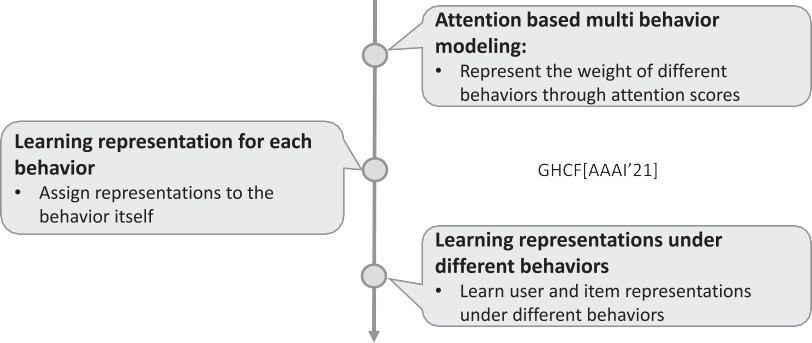 Attention based multi behavior
modeling:
• Represent the weight of different
behaviors through attention scores
Learning representation for each
behavior
• Assign representations to the
behavior itself
GHCF[AAAI’21]
Learning representations under
different behaviors
• Learn user and item representations
under different behaviors